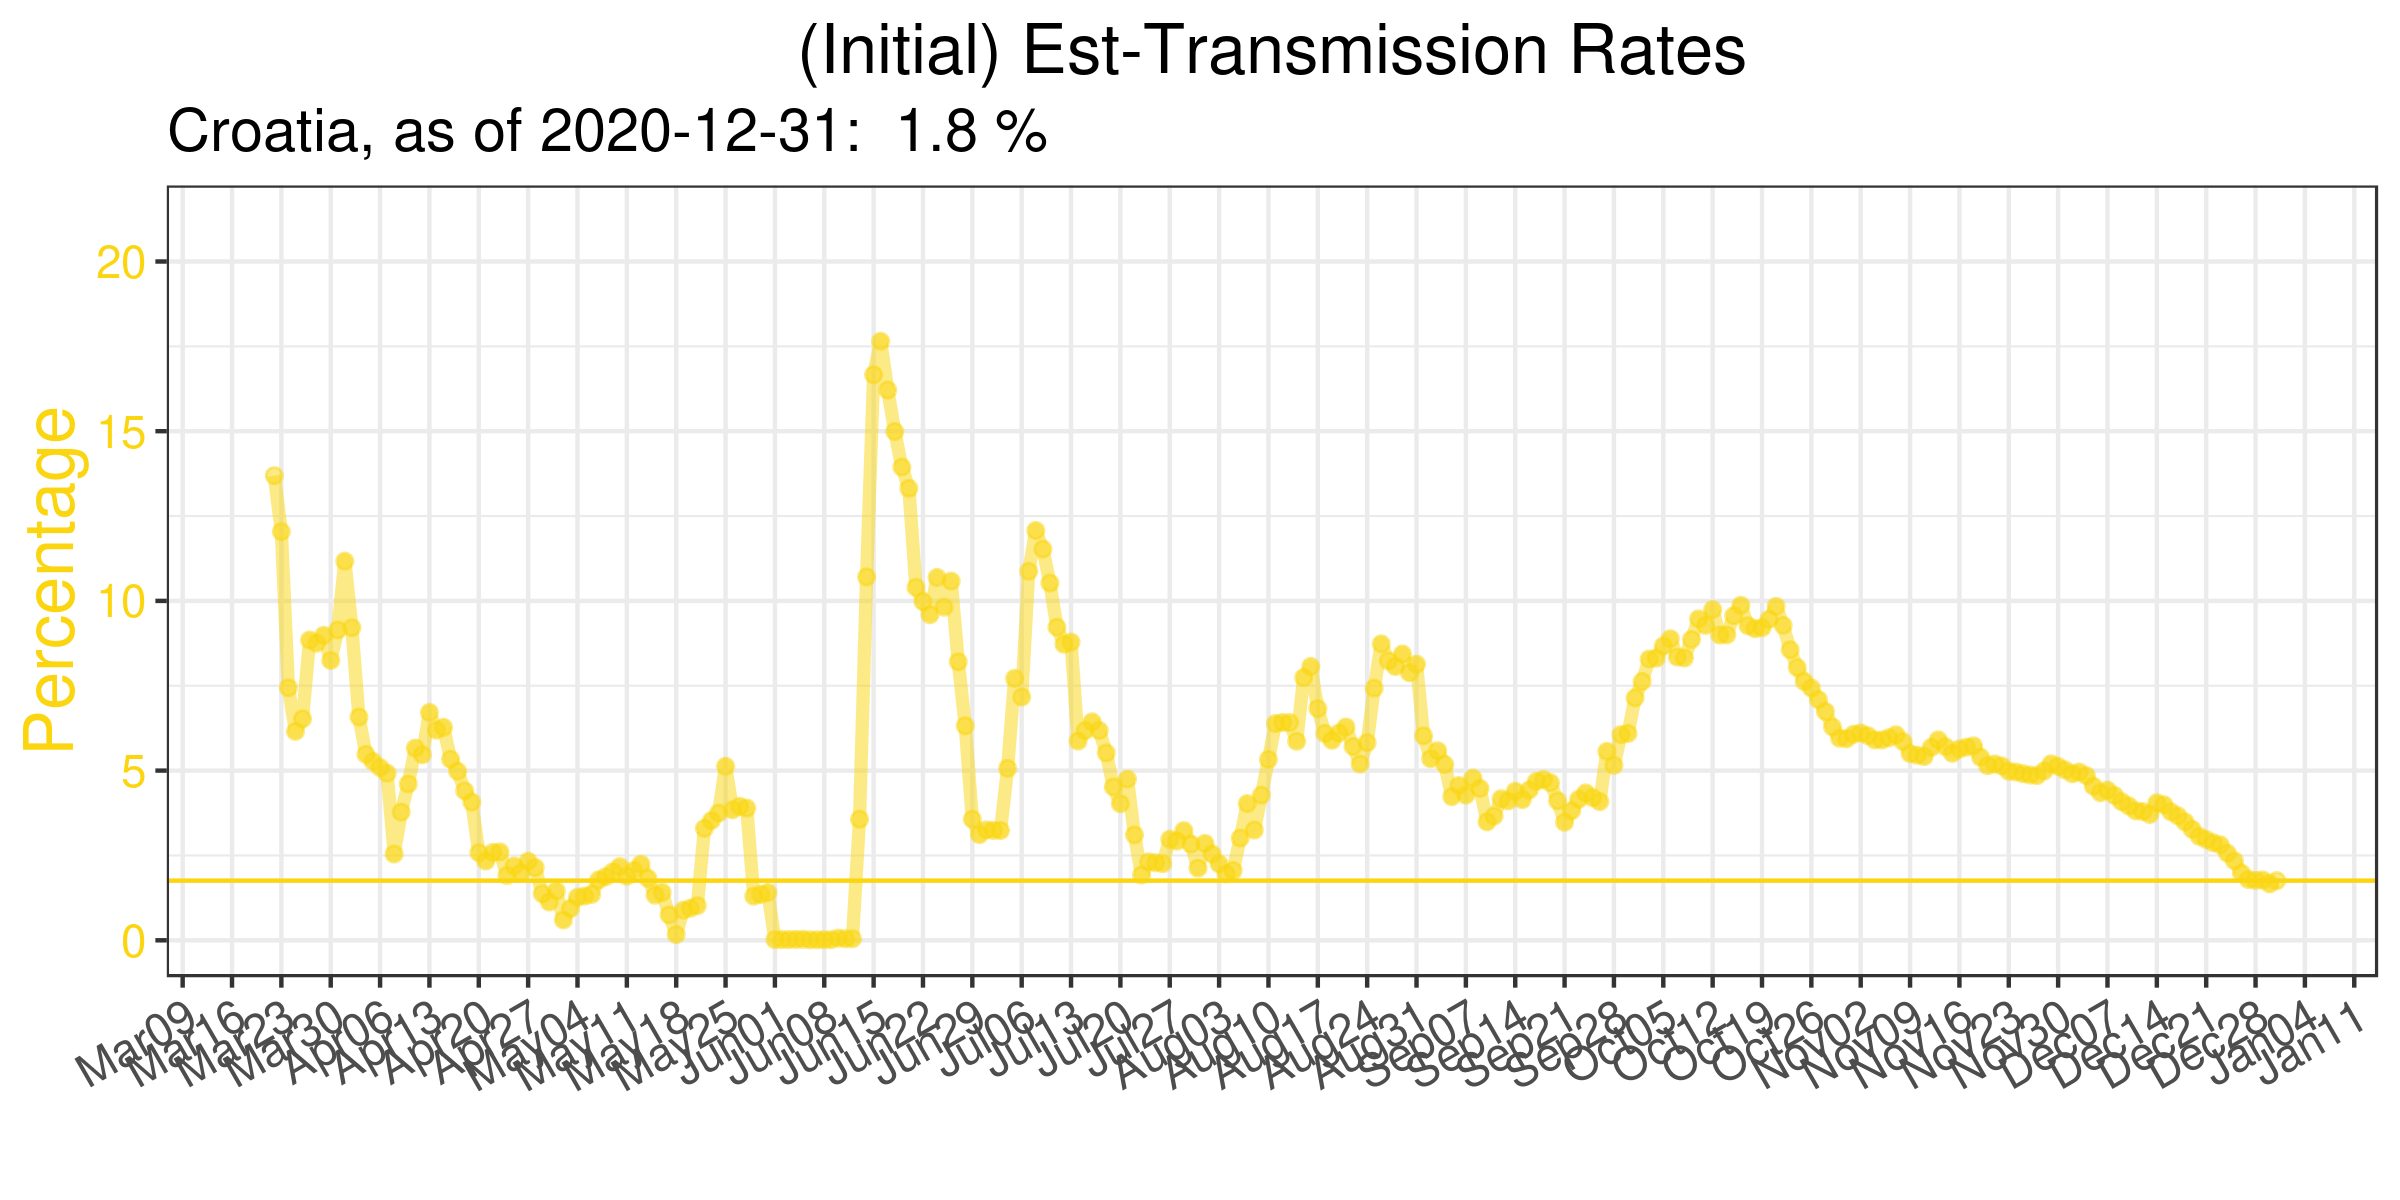 (Initial) Est-Transmission Rates
Croatia, as of 2020-12-31:  1.8 %
Percentage
20
15
10
5
0
Mar09
Mar16
Mar23
Mar30
Apr06
Apr13
Apr20
Apr27
May04
May11
May18
May25
Jun01
Jun08
Jun15
Jun22
Jun29
Jul06
Jul13
Jul20
Jul27
Aug03
Aug10
Aug17
Aug24
Aug31
Sep07
Sep14
Sep21
Sep28
Oct05
Oct12
Oct19
Oct26
Nov02
Nov09
Nov16
Nov23
Nov30
Dec07
Dec14
Dec21
Dec28
Jan04
Jan11